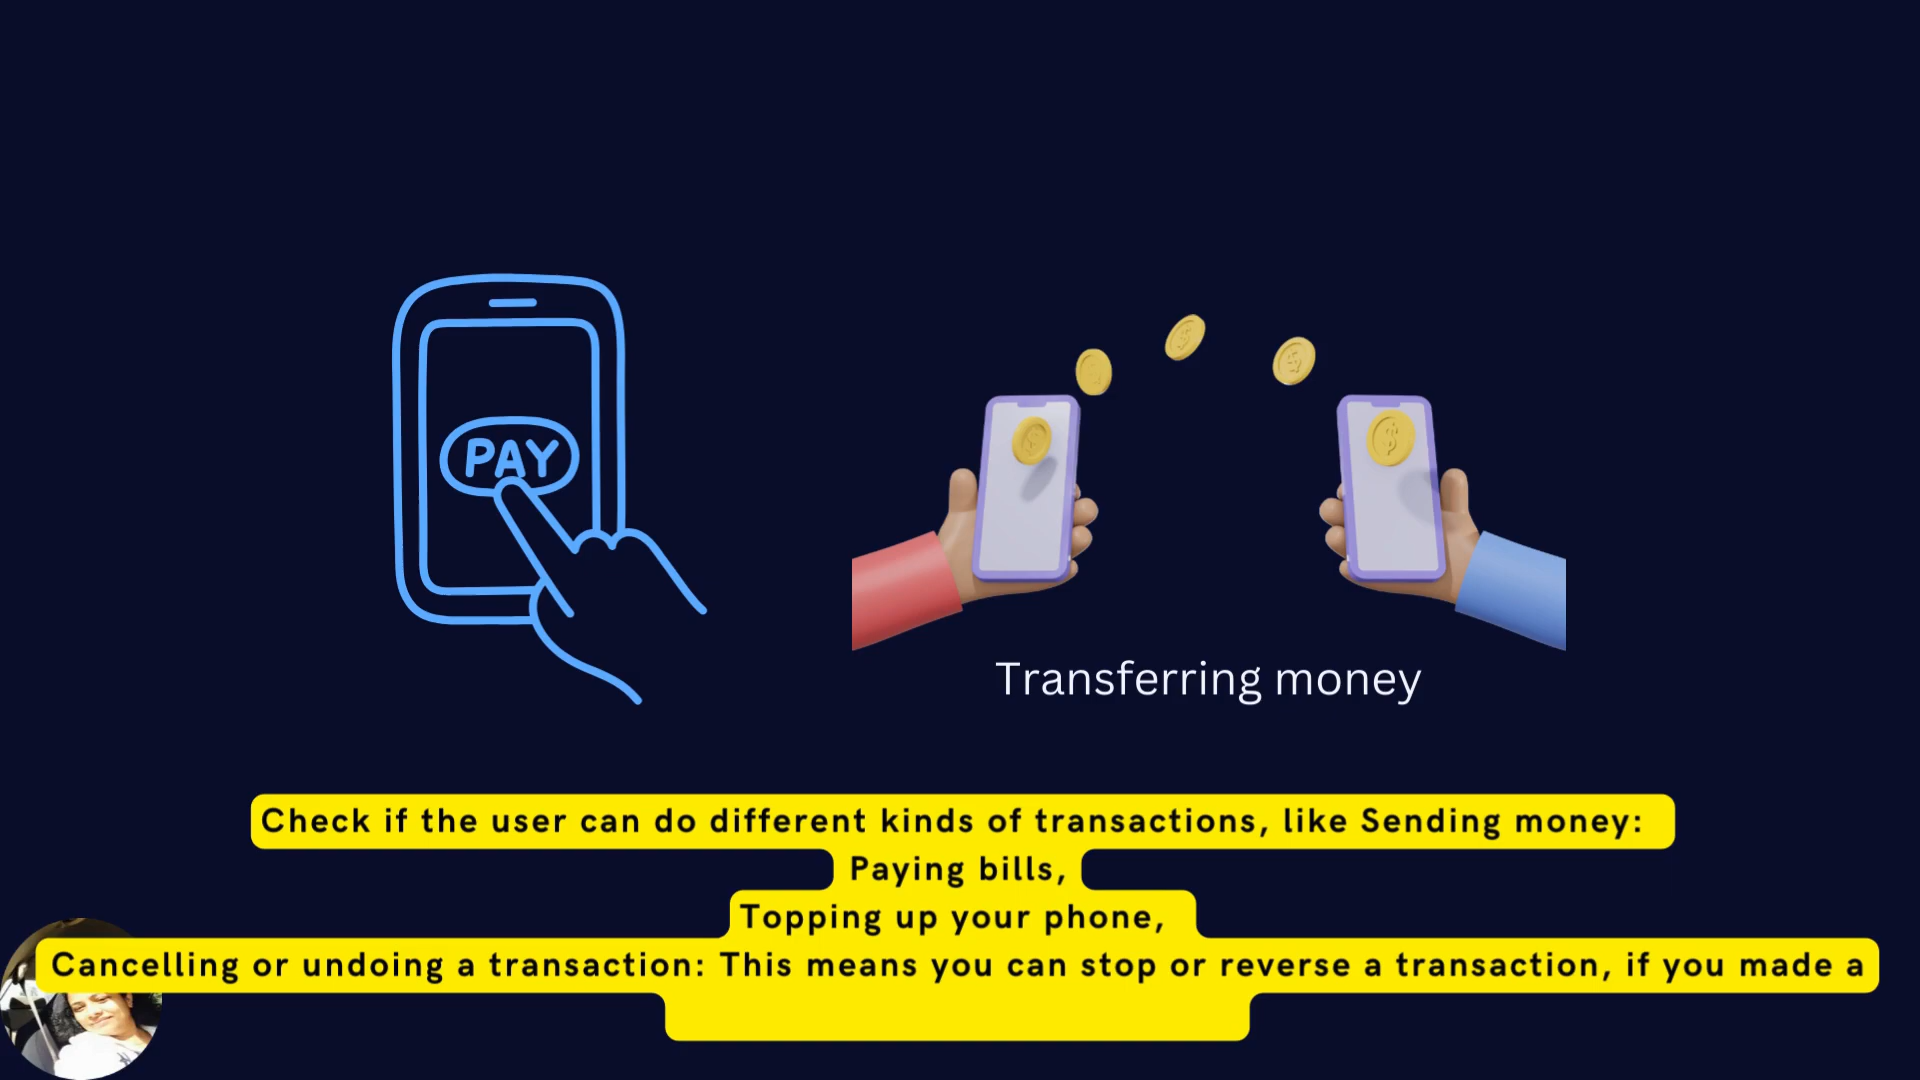 PAY
Transferring money
Check if the user can do different kinds of transactions, like Sending money:
Paying bills,
Topping up your phone,
Cancelling or undoing a transaction: This means you can stop or reverse a transaction, if you made a